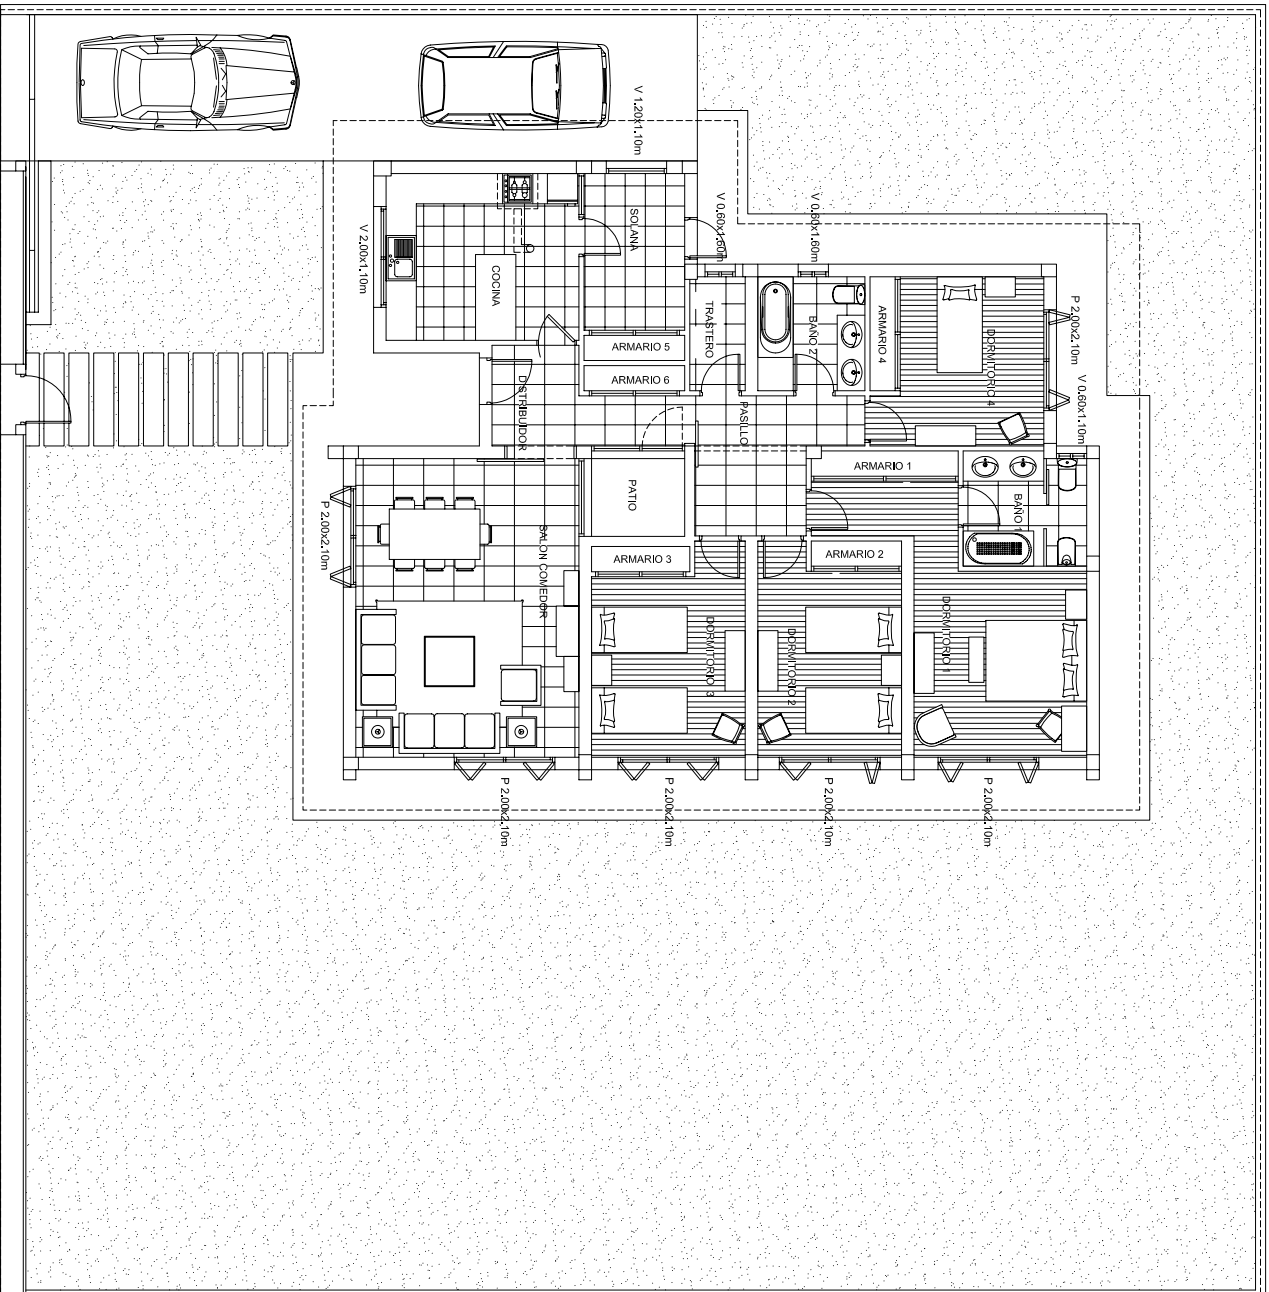 V 1.20x1.10m
V 0.60x1.60m
V 0.60x1.60m
SOLANA
V 2.00x1.10m
COCINA
TRASTERO
BAÑO 2
ARMARIO 4
DORMITORIO 4
P 2.00x2.10m
V 0.60x1.10m
ARMARIO 5
ARMARIO 6
DISTRIBUIDOR
PASILLO
ARMARIO 1
PATIO
BAÑO 1
P 2.00x2.10m
SALON COMEDOR
ARMARIO 3
ARMARIO 2
DORMITORIO 3
DORMITORIO 2
DORMITORIO 1
P 2.00x2.10m
P 2.00x2.10m
P 2.00x2.10m
P 2.00x2.10m